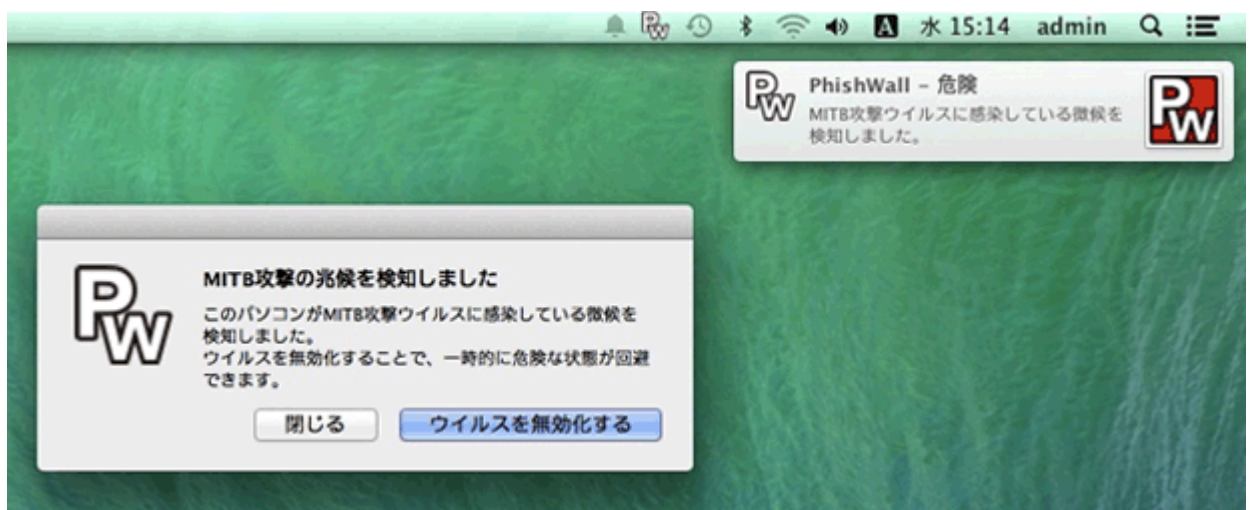 A 水 15:14 admin
PW PhishWall – 危険
MITB攻撃ウイルスに感染している徴候を
検知しました。
PW
MITB攻撃の兆候を検知しました
このパソコンがMITB攻撃ウイルスに感染している徴候を
検知しました。
ウイルスを無効化することで、一時的に危険な状態が回避
できます。
閉じる ウイルスを無効化する